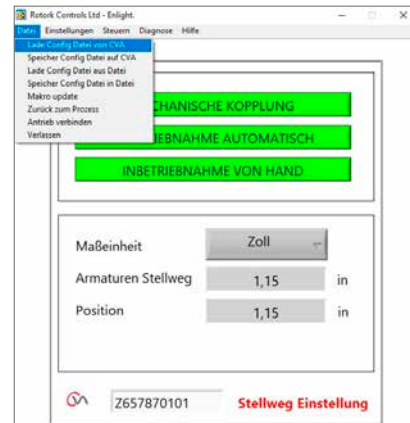 Rotork Controls Ltd - Enlight.
Datei Einstellungen Steuern Diagnose Hilfe
Lade Config Datei von CVA
Speicher Config Datei auf CVA
Lade Config Datei aus Datei
Speicher Config Datei in Datei
Makro update
Zurück zum Prozess
Antrieb verbinden
Verlassen
CHANISCHE KOPPLUNG
EBNAHME AUTOMATISCH
INBETRIEBNAHME VON HAND
Maßeinheit Zoll
Armaturen Stellweg 1,15 in
Position 1,15 in
Z657870101 Stellweg Einstellung